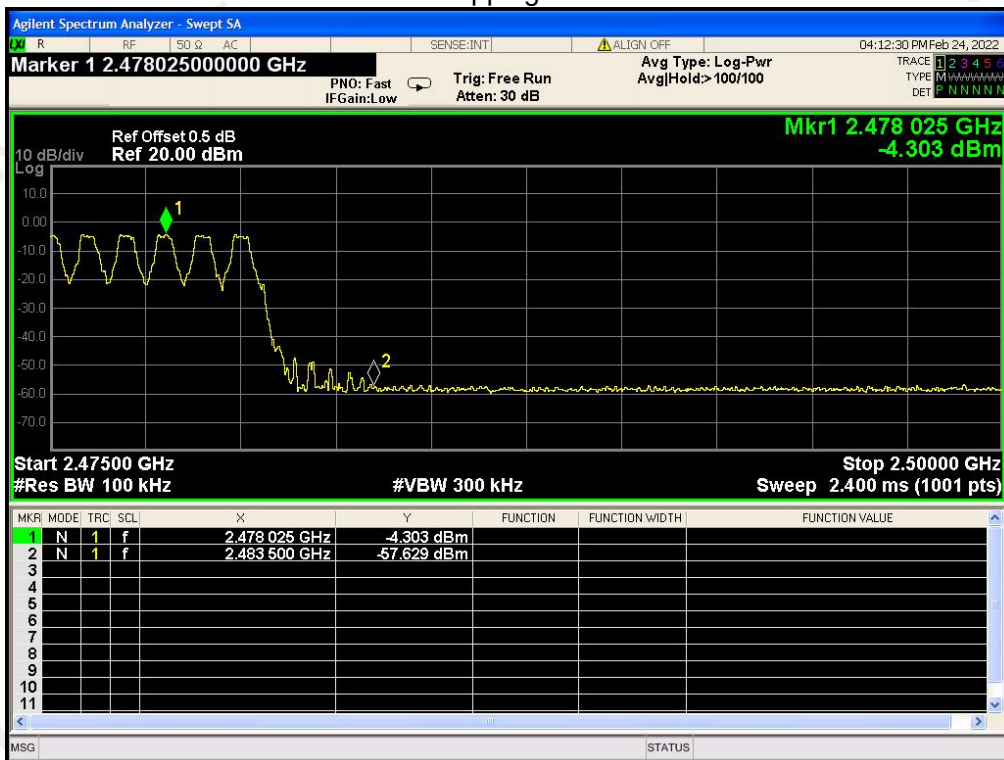 Agilent Spectrum Analyzer - Swept SA
LXI R RF 50 Ω AC SENSE:INT ALIGN OFF 04:12:30 PM Feb 24, 2022
Marker 1 2.478025000000 GHz
PNO: Fast
IFGain:Low
Trig: Free Run
Atten: 30 dB
Avg Type: Log-Pwr
Avg|Hold:>100/100
TRACE 1 2 3 4 5 6
TYPE M
DET P N N N N N
Mkr1 2.478 025 GHz
-4.303 dBm
Ref Offset 0.5 dB
10 dB/div Ref 20.00 dBm
Log
10.0
0.00
-10.0
-20.0
-30.0
-40.0
-50.0
-60.0
-70.0
1
2
Start 2.47500 GHz Stop 2.50000 GHz
#Res BW 100 kHz #VBW 300 kHz Sweep 2.400 ms (1001 pts)
MKR MODE TRC SCL X Y FUNCTION FUNCTION WIDTH FUNCTION VALUE
1 N 1 f 2.478 025 GHz -4.303 dBm
2 N 1 f 2.483 500 GHz -57.629 dBm
3
4
5
6
7
8
9
10
11
MSG STATUS